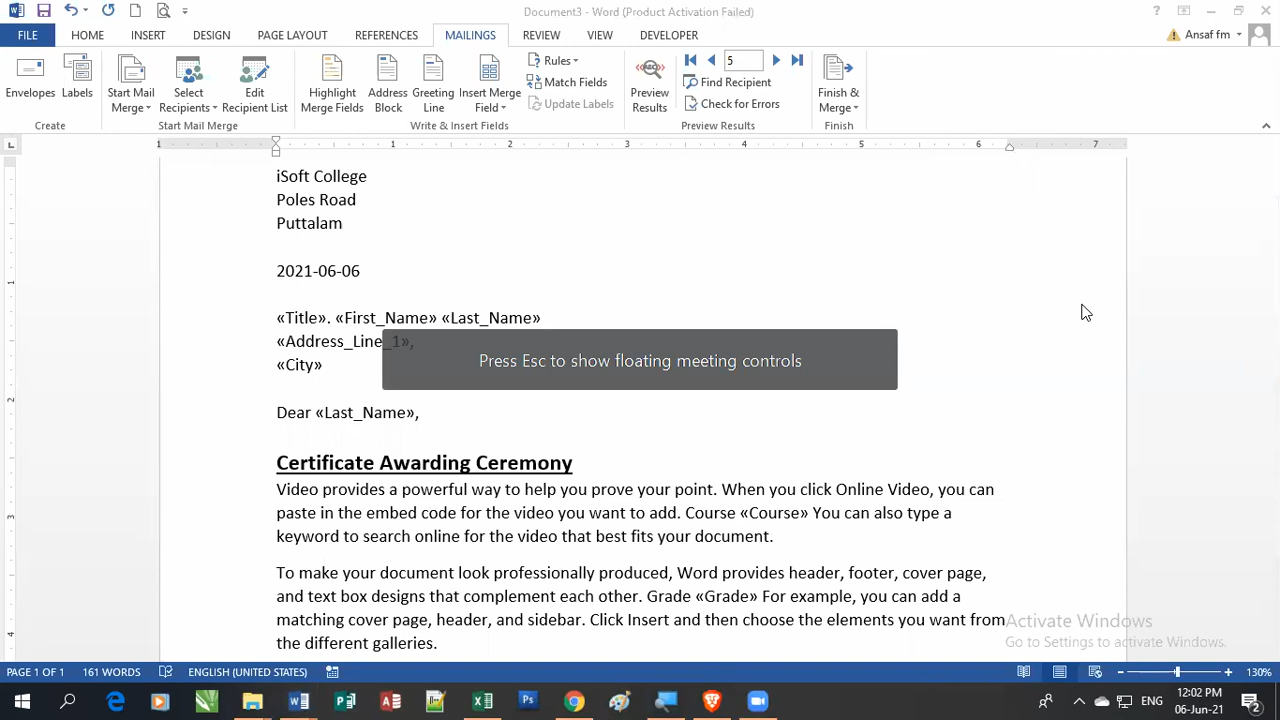 Document3 - Word (Product Activation Failed)
FILE HOME INSERT DESIGN PAGE LAYOUT REFERENCES MAILINGS REVIEW VIEW DEVELOPER Ansaf fm
Envelopes Labels Start Mail Merge Select Recipients Edit Recipient List Highlight Merge Fields Address Block Greeting Line Insert Merge Field Rules Match Fields Update Labels Preview Results 5 Find Recipient Check for Errors Finish & Merge
Create Start Mail Merge Write & Insert Fields Preview Results Finish
1 1 2 3 4 5 6 7
iSoft College
Poles Road
Puttalam
2021-06-06
«Title». «First_Name» «Last_Name»
«Address_Line_1»,
Press Esc to show floating meeting controls
«City»
Dear «Last_Name»,
Certificate Awarding Ceremony
Video provides a powerful way to help you prove your point. When you click Online Video, you can
paste in the embed code for the video you want to add. Course «Course» You can also type a
keyword to search online for the video that best fits your document.
To make your document look professionally produced, Word provides header, footer, cover page,
and text box designs that complement each other. Grade «Grade» For example, you can add a
matching cover page, header, and sidebar. Click Insert and then choose the elements you want from
the different galleries.
Activate Windows
Go to Settings to activate Windows.
PAGE 1 OF 1 161 WORDS ENGLISH (UNITED STATES) 130%
ENG 12:02 PM
06-Jun-21 2